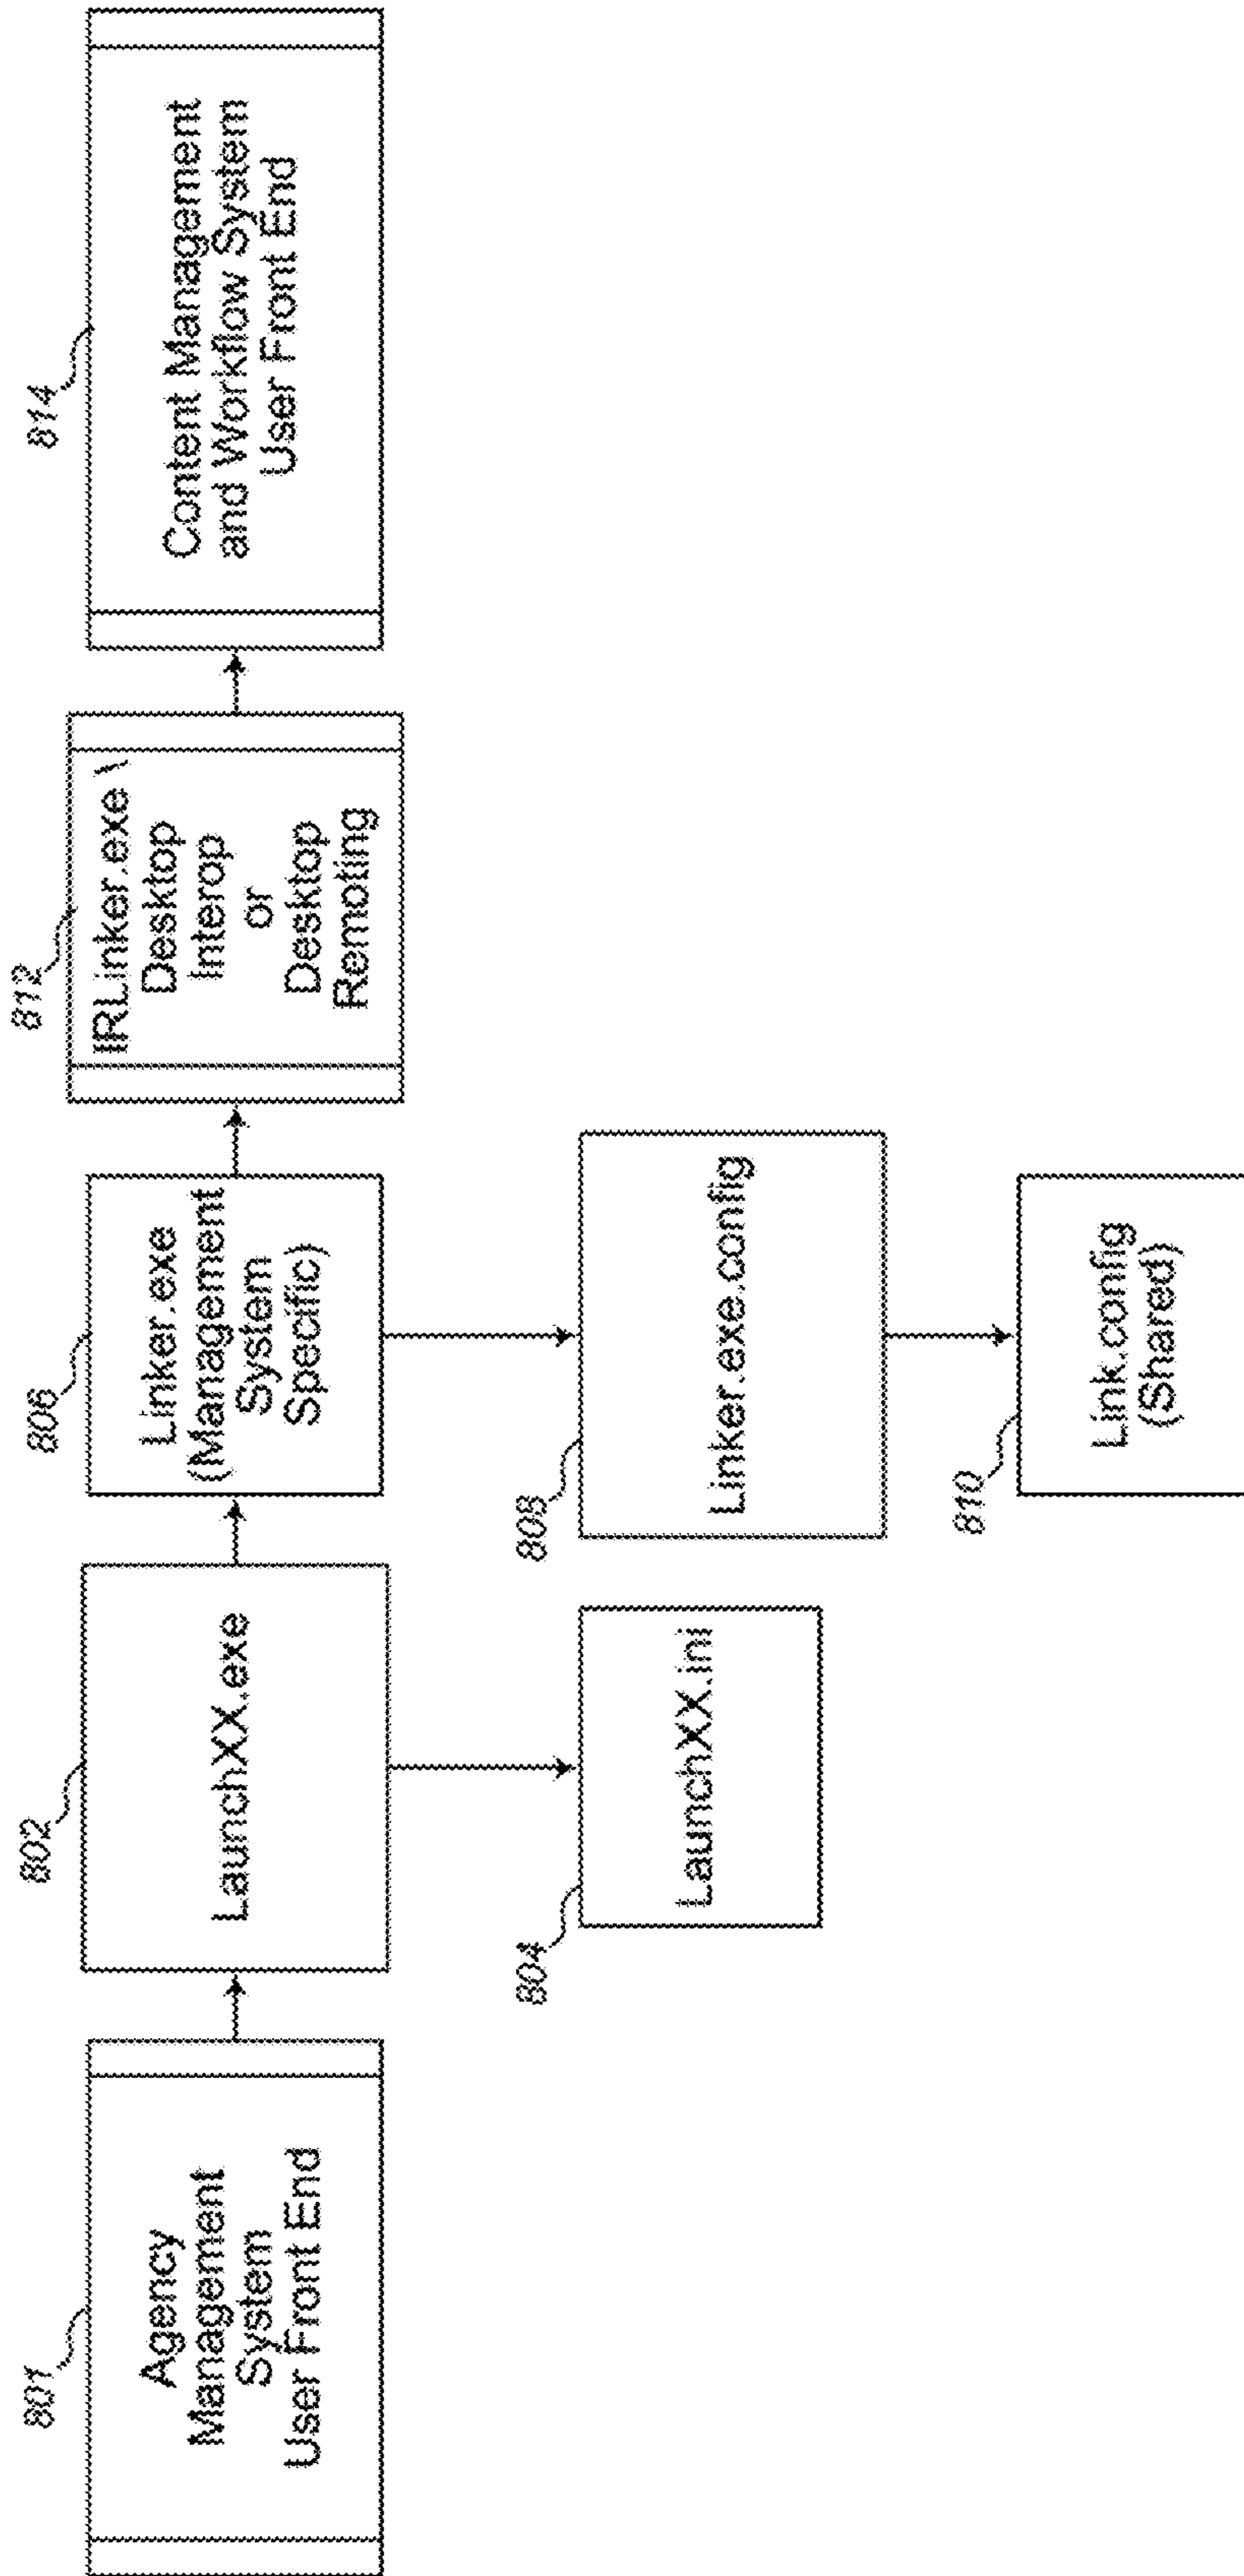 801
Agency
Management
System
User Front End
802
LaunchXX.exe
804
LaunchXX.ini
806
Linker.exe
(Management
System
Specific)
808
Linker.exe.config
810
Link.config
(Shared)
812
IRLinker.exe \
Desktop
Interop
or
Desktop
Remoting
814
Content Management
and Workflow System
User Front End